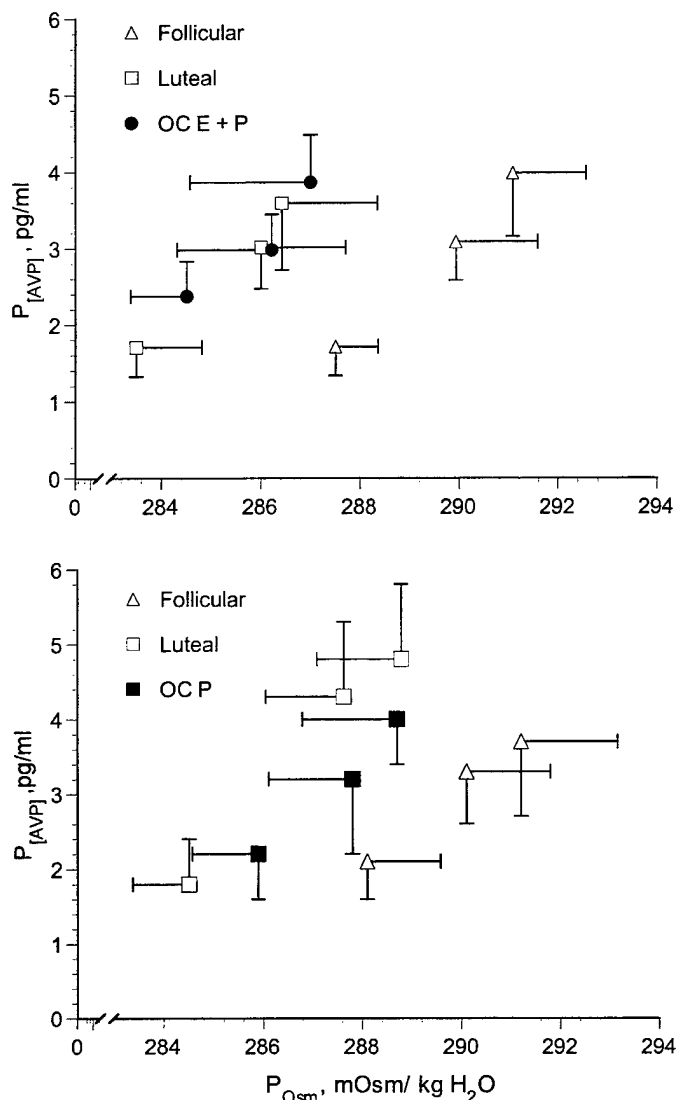 6
Follicular
Luteal
5
OC E + P
4
P[AVP], pg/ml
3
2
1
0
0 284 286 288 290 292 294
6
Follicular
Luteal
5
OC P
4
P[AVP],pg/ml
3
2
1
0
0 284 286 288 290 292 294
POsm, mOsm/ kg H2O